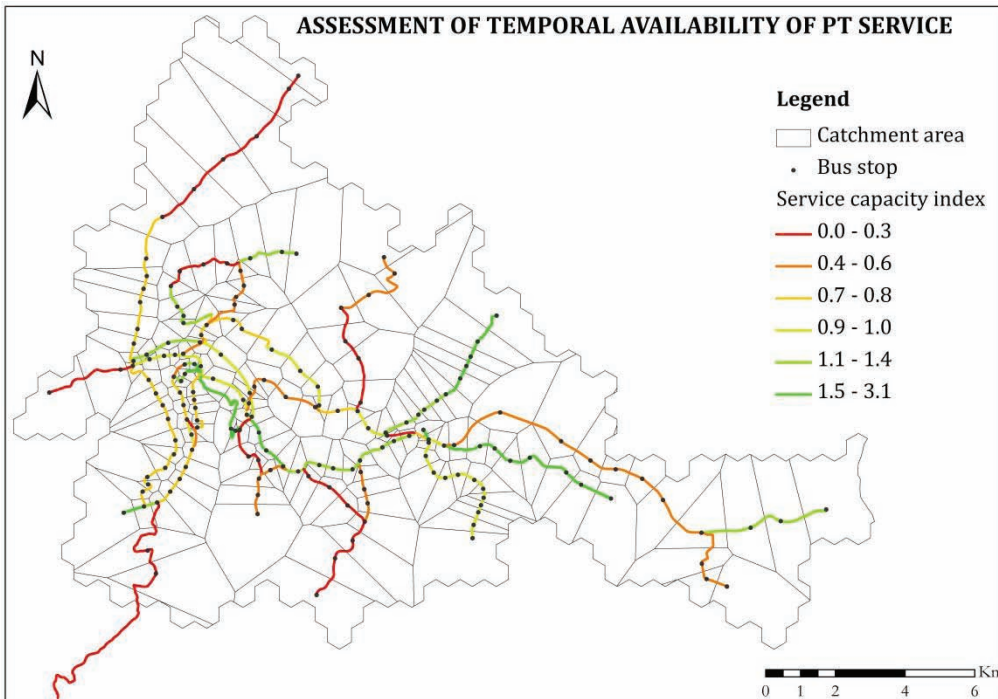 ASSESSMENT OF TEMPORAL AVAILABILITY OF PT SERVICE
N
Legend
Catchment area
Bus stop
Service capacity index
0.0 - 0.3
0.4 - 0.6
0.7 - 0.8
0.9 - 1.0
1.1 - 1.4
1.5 - 3.1
Km
0 1 2 4 6